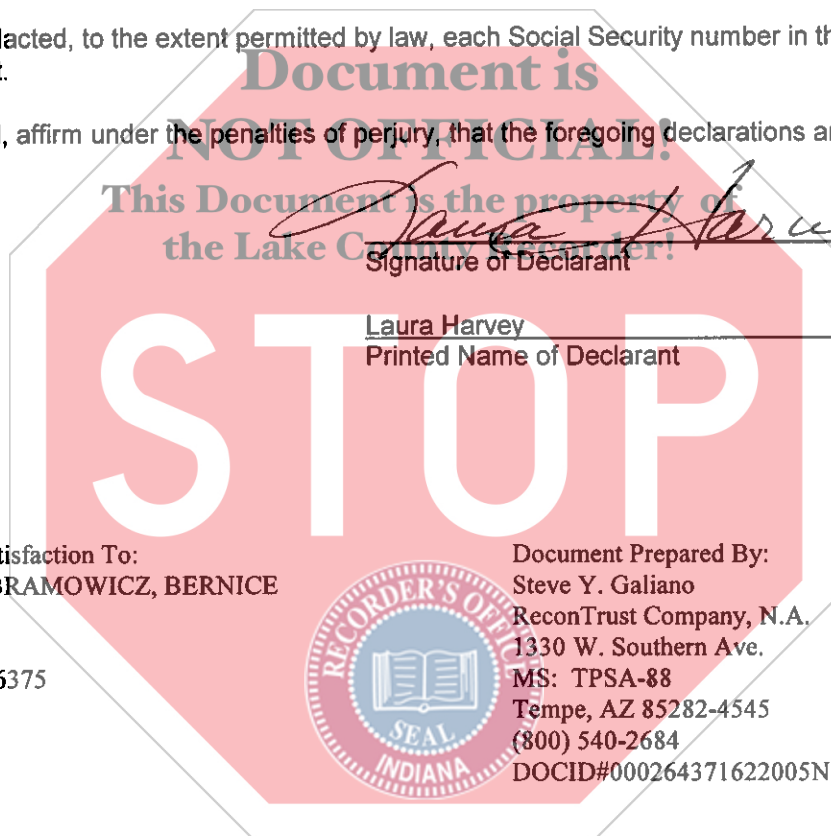 lacted, to the extent permitted by law, each Social Security number in th
t.
Document is
NOT OFFICIAL!
l, affirm under the penalties of perjury, that the foregoing declarations ar
This Document is the property of
the Lake County Recorder!
Laura Harv
Signature of Declarant
Laura Harvey
Printed Name of Declarant
STOP
tisfaction To:
BRAMOWICZ, BERNICE
6375
Document Prepared By:
Steve Y. Galiano
ReconTrust Company, N.A.
1330 W. Southern Ave.
MS: TPSA-88
Tempe, AZ 85282-4545
(800) 540-2684
DOCID#000264371622005N
RECORDER'S OFFICE
SEAL
INDIANA